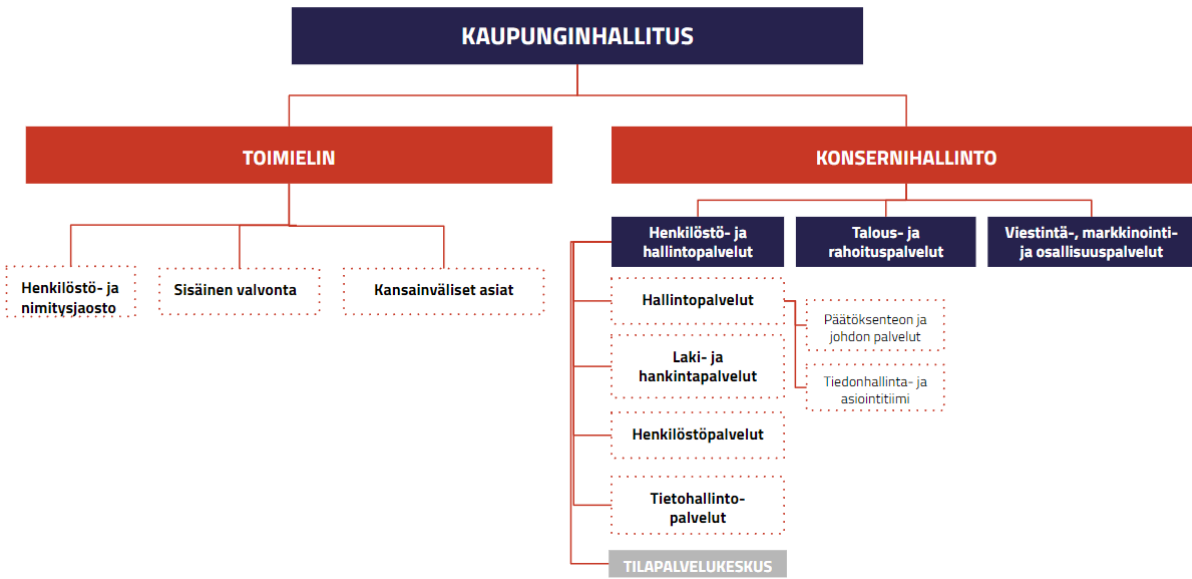 KAUPUNGINHALLITUS
TOIMIELIN
KONSERNIHALLINTO
Henkilöstö- ja
nimitysjaosto
Sisäinen valvonta
Kansainväliset asiat
Henkilöstö- ja
hallintopalvelut
Talous- ja
rahoituspalvelut
Viestintä-, markkinointi-
ja osallisuuspalvelut
Hallintopalvelut
Päätöksenteon ja
johdon palvelut
Tiedonhallinta- ja
asiointitiimi
Laki- ja
hankintapalvelut
Henkilöstöpalvelut
Tietohallinto-
palvelut
TILAPALVELUKESKUS